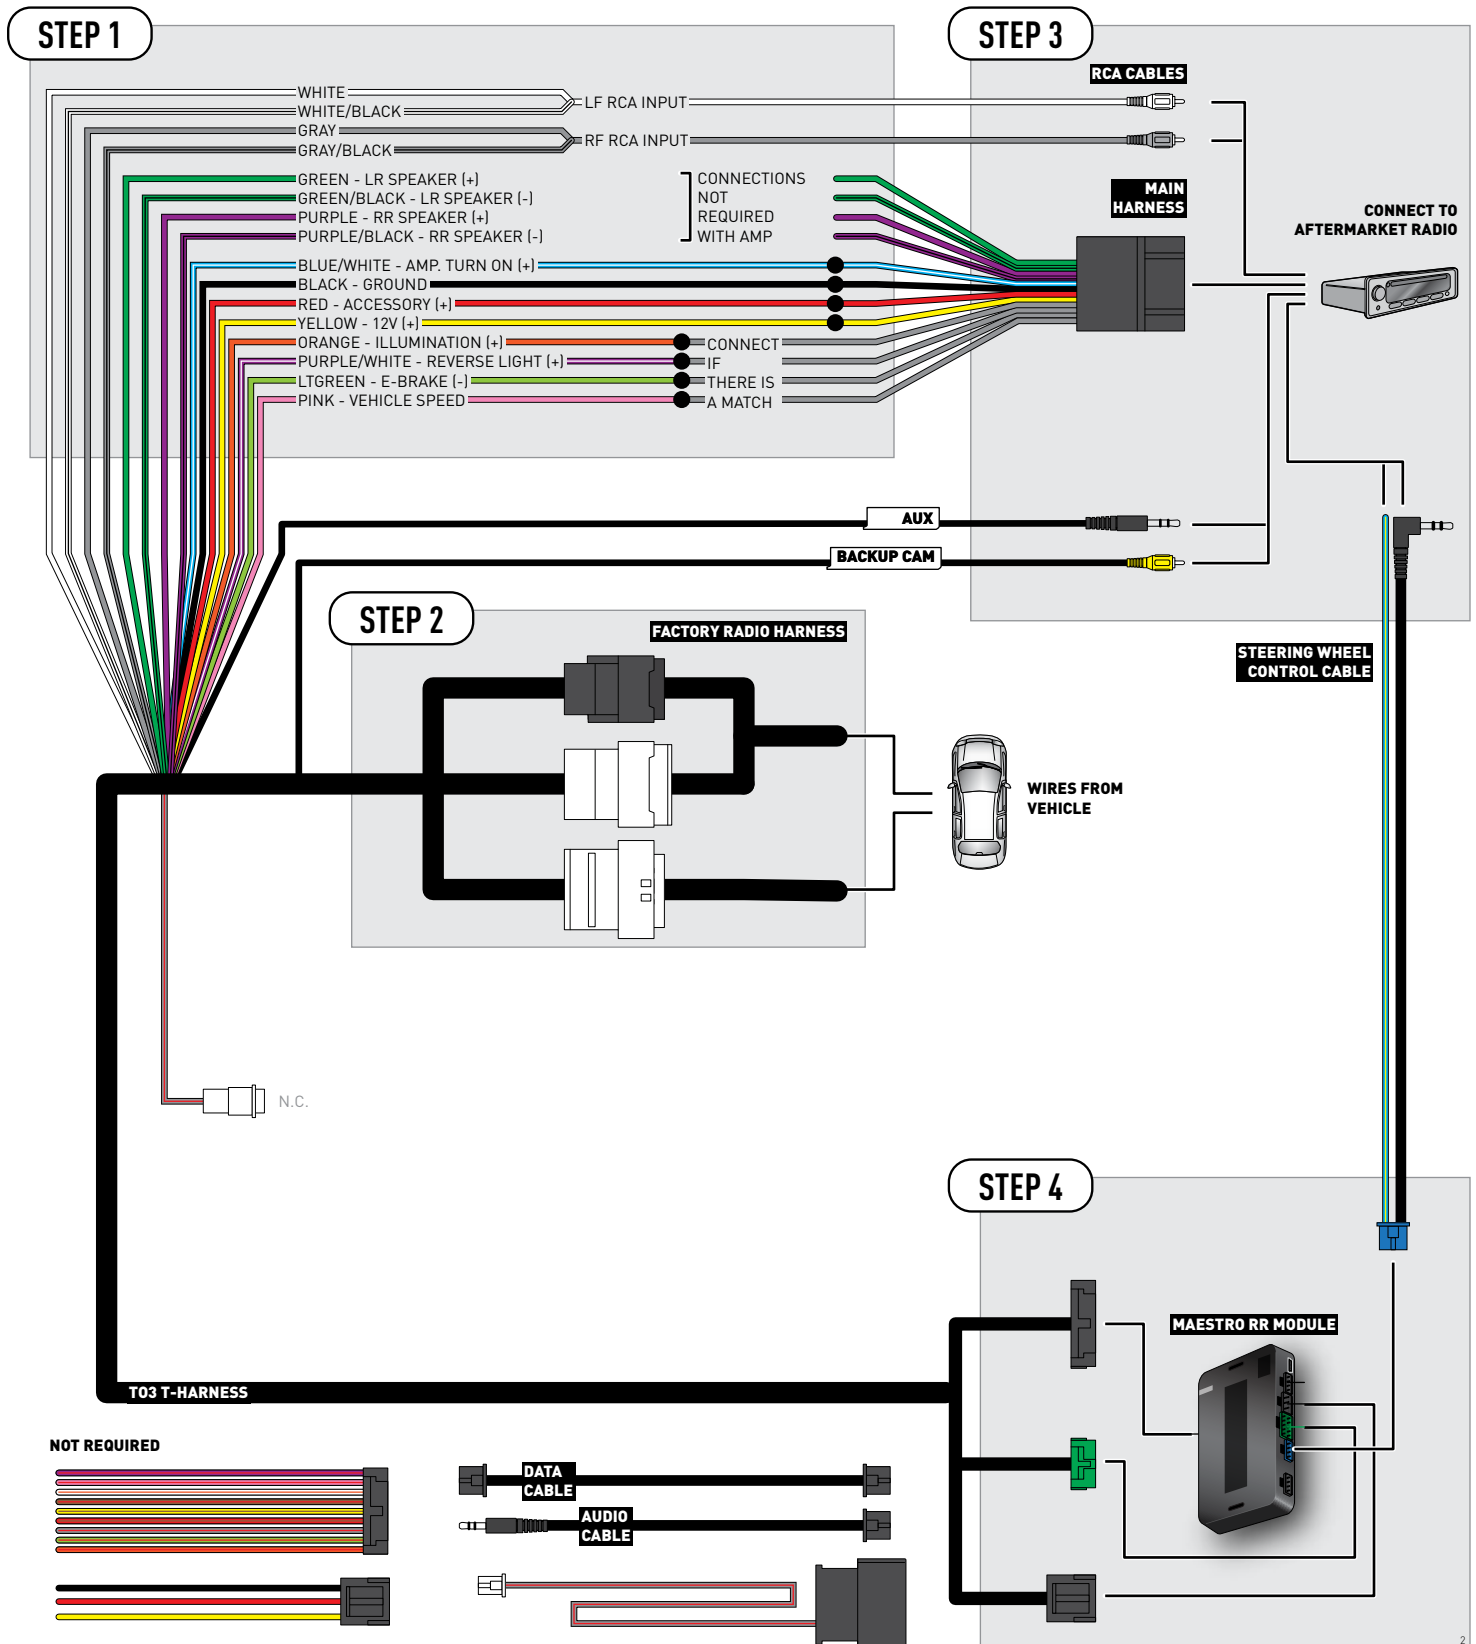 STEP 1
WHITE
WHITE/BLACK
LF RCA INPUT
GRAY
GRAY/BLACK
RF RCA INPUT
GREEN - LR SPEAKER (+)
GREEN/BLACK - LR SPEAKER (-)
PURPLE - RR SPEAKER (+)
PURPLE/BLACK - RR SPEAKER (-)
CONNECTIONS
NOT
REQUIRED
WITH AMP
BLUE/WHITE - AMP. TURN ON (+)
BLACK - GROUND
RED - ACCESSORY (+)
YELLOW - 12V (+)
ORANGE - ILLUMINATION (+)
PURPLE/WHITE - REVERSE LIGHT (+)
LTGREEN - E-BRAKE (-)
PINK - VEHICLE SPEED
CONNECT
IF
THERE IS
A MATCH
STEP 3
RCA CABLES
MAIN
HARNESS
CONNECT TO
AFTERMARKET RADIO
AUX
BACKUP CAM
STEP 2
FACTORY RADIO HARNESS
STEERING WHEEL
CONTROL CABLE
WIRES FROM
VEHICLE
N.C.
STEP 4
MAESTRO RR MODULE
TO3 T-HARNESS
NOT REQUIRED
DATA
CABLE
AUDIO
CABLE
2